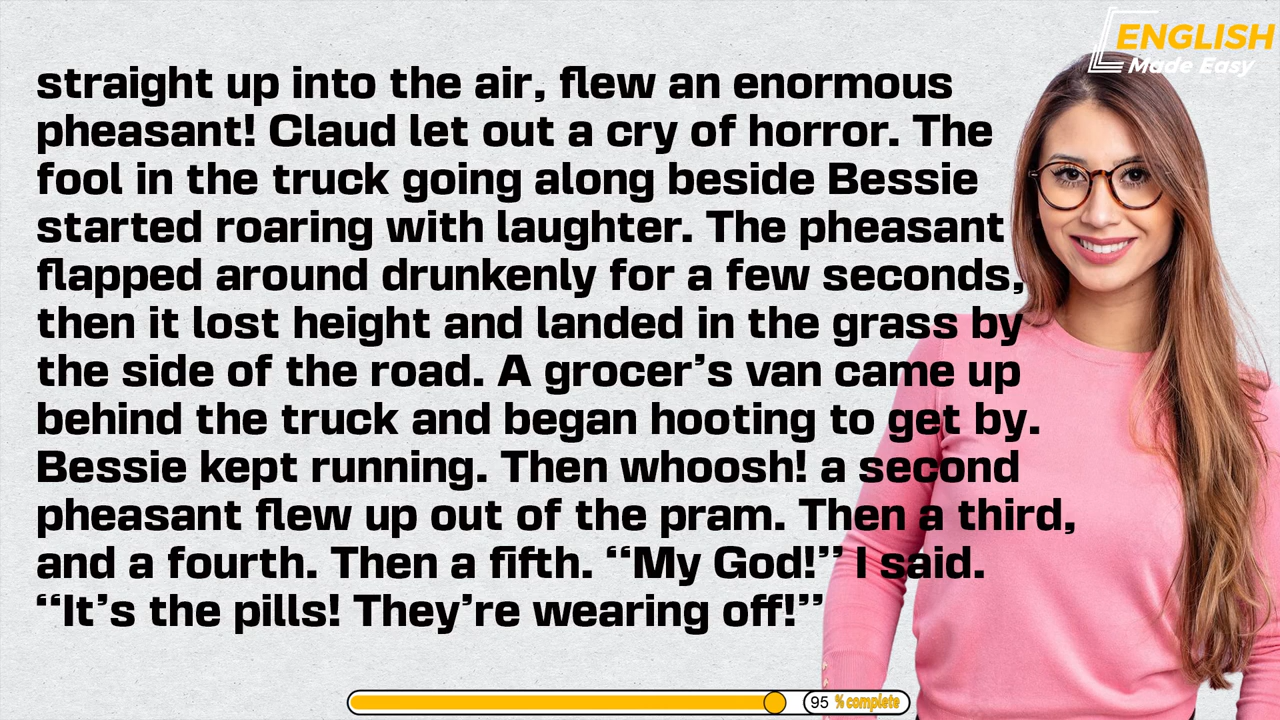 ENGLISH
Made Easy
straight up into the air, flew an enormous
pheasant! Claud let out a cry of horror. The
fool in the truck going along beside Bessie
started roaring with laughter. The pheasant
flapped around drunkenly for a few seconds,
then it lost height and landed in the grass by
the side of the road. A grocer’s van came up
behind the truck and began hooting to get by.
Bessie kept running. Then whoosh! a second
pheasant flew up out of the pram. Then a third,
and a fourth. Then a fifth. “My God!” I said.
“It’s the pills! They’re wearing off!”
95 % complete